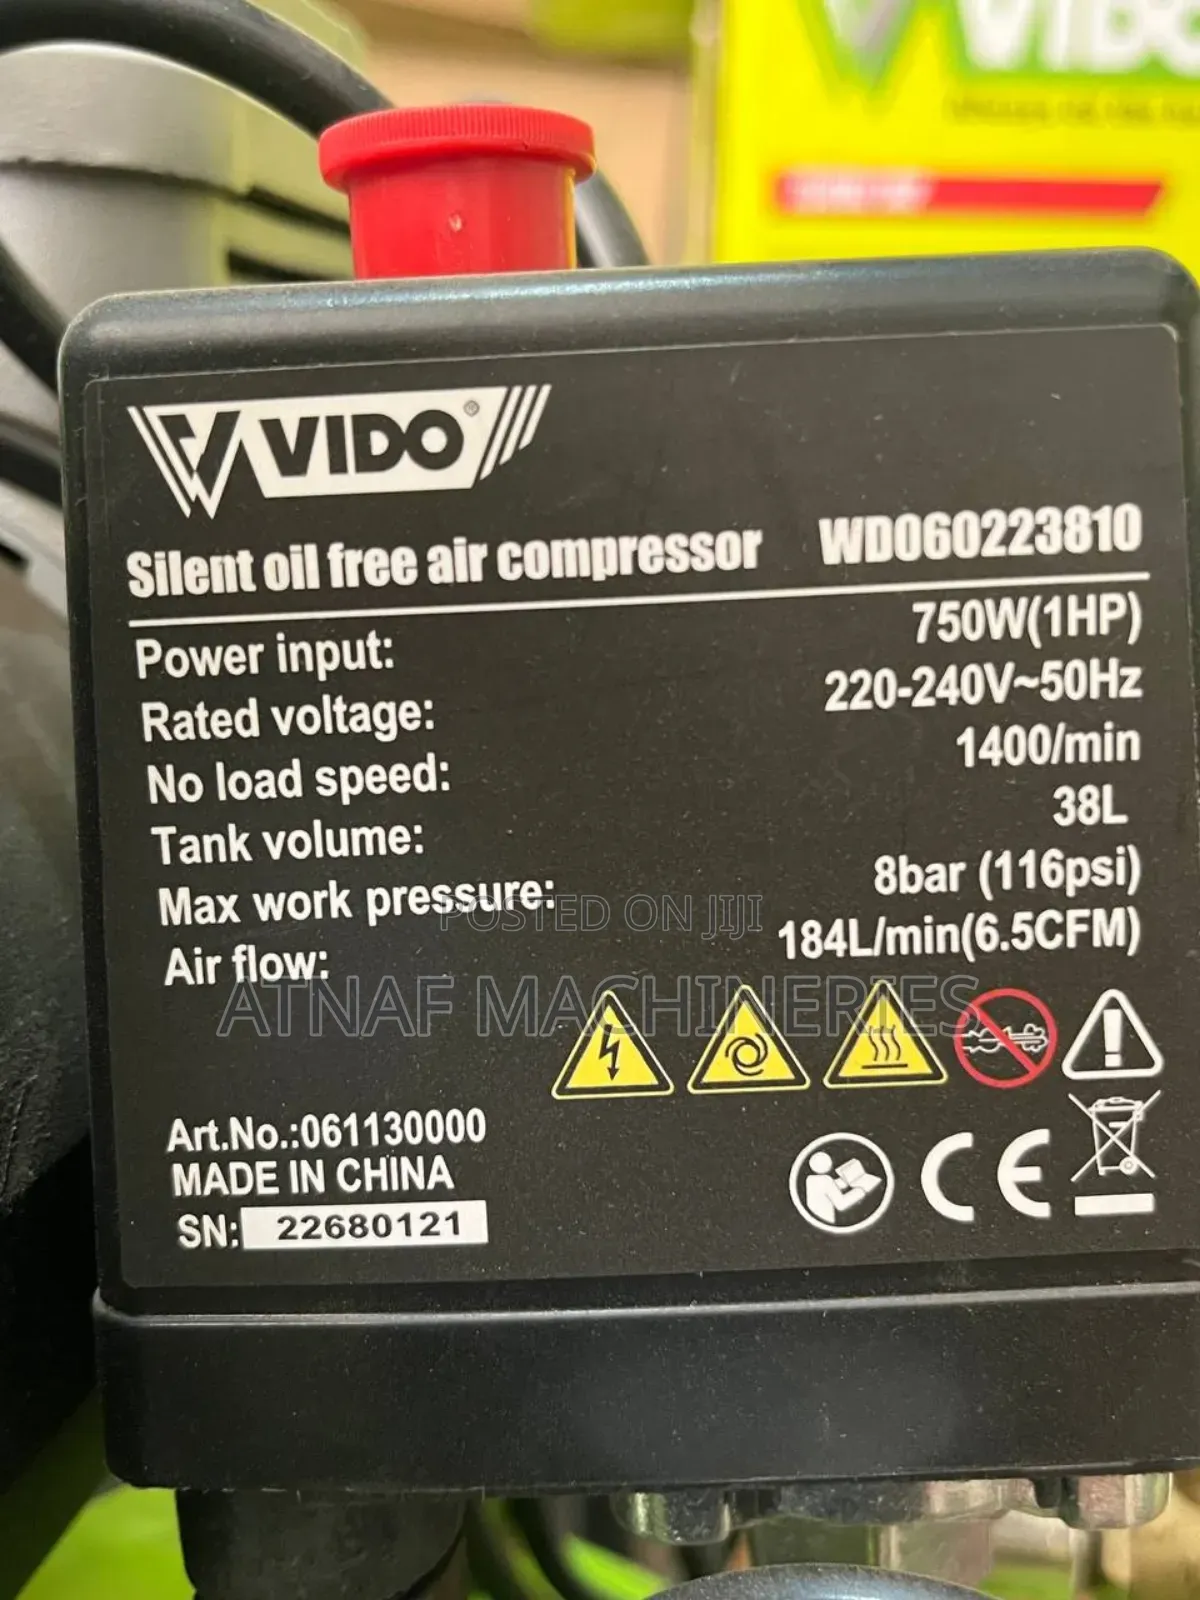 VIDO
VIDO®
Silent oil free air compressor WD060223810
Power input: 750W(1HP)
Rated voltage: 220-240V~50Hz
No load speed: 1400/min
Tank volume: 38L
Max work pressure: 8bar (116psi)
Air flow: 184L/min(6.5CFM)
POSTED ON JIJI
ATNAF MACHINERIES
Art.No.:061130000
MADE IN CHINA
SN: 22680121
CE